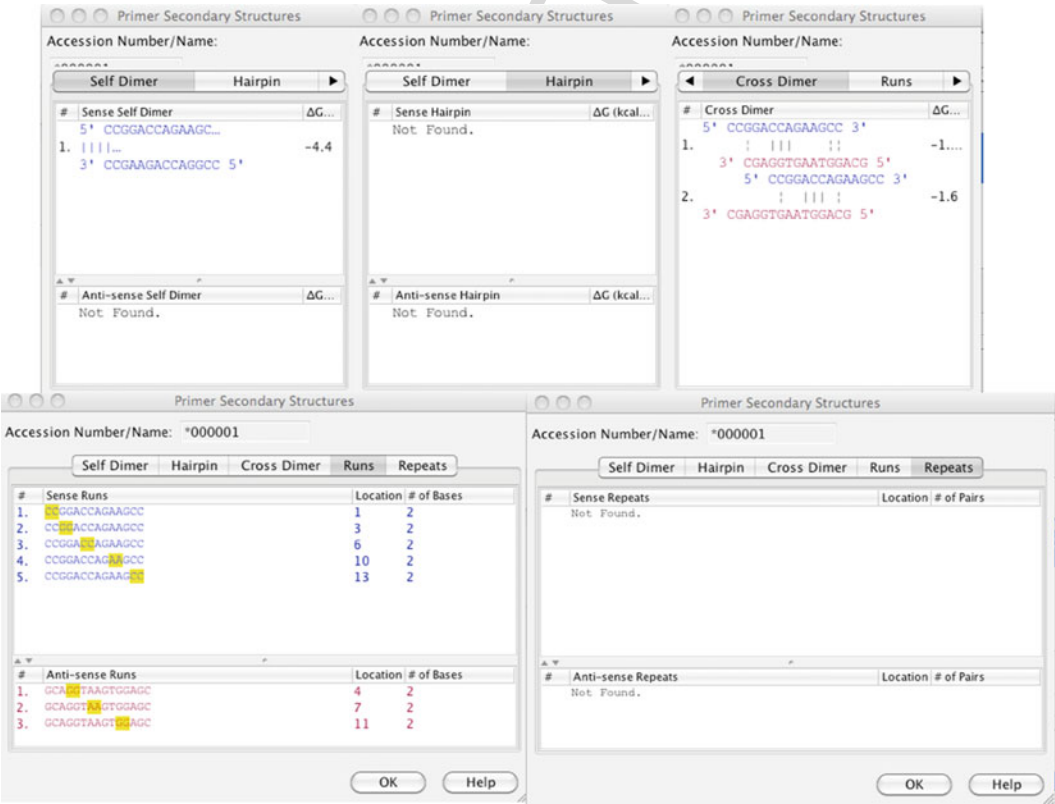 Primer Secondary Structures
Accession Number/Name:
Self Dimer Hairpin
# Sense Self Dimer ΔG...
5' CCGGACCAGAAGC...
1. ||||... -4.4
3' CCGAAGACCAGGCC 5'
# Anti-sense Self Dimer ΔG...
Not Found.
Primer Secondary Structures
Accession Number/Name:
Self Dimer Hairpin
# Sense Hairpin ΔG (kcal...
Not Found.
# Anti-sense Hairpin ΔG (kcal...
Not Found.
Primer Secondary Structures
Accession Number/Name:
Cross Dimer Runs
# Cross Dimer ΔG...
5' CCGGACCAGAAGCC 3'
1. ¦ ||| ¦¦ -1....
3' CGAGGTGAATGGACG 5'
5' CCGGACCAGAAGCC 3'
2. ¦ ||| ¦ -1.6
3' CGAGGTGAATGGACG 5'
Primer Secondary Structures
Accession Number/Name: *000001
Self Dimer Hairpin Cross Dimer Runs Repeats
# Sense Runs Location # of Bases
1. CCGGACCAGAAGCC 1 2
2. CCGGACCAGAAGCC 3 2
3. CCGGACCAGAAGCC 6 2
4. CCGGACCAGAAGCC 10 2
5. CCGGACCAGAAGCC 13 2
# Anti-sense Runs Location # of Bases
1. GCAGGTAAGTGGAGC 4 2
2. GCAGGTAAGTGGAGC 7 2
3. GCAGGTAAGTGGAGC 11 2
OK Help
Primer Secondary Structures
Accession Number/Name: *000001
Self Dimer Hairpin Cross Dimer Runs Repeats
# Sense Repeats Location # of Pairs
Not Found.
# Anti-sense Repeats Location # of Pairs
Not Found.
OK Help